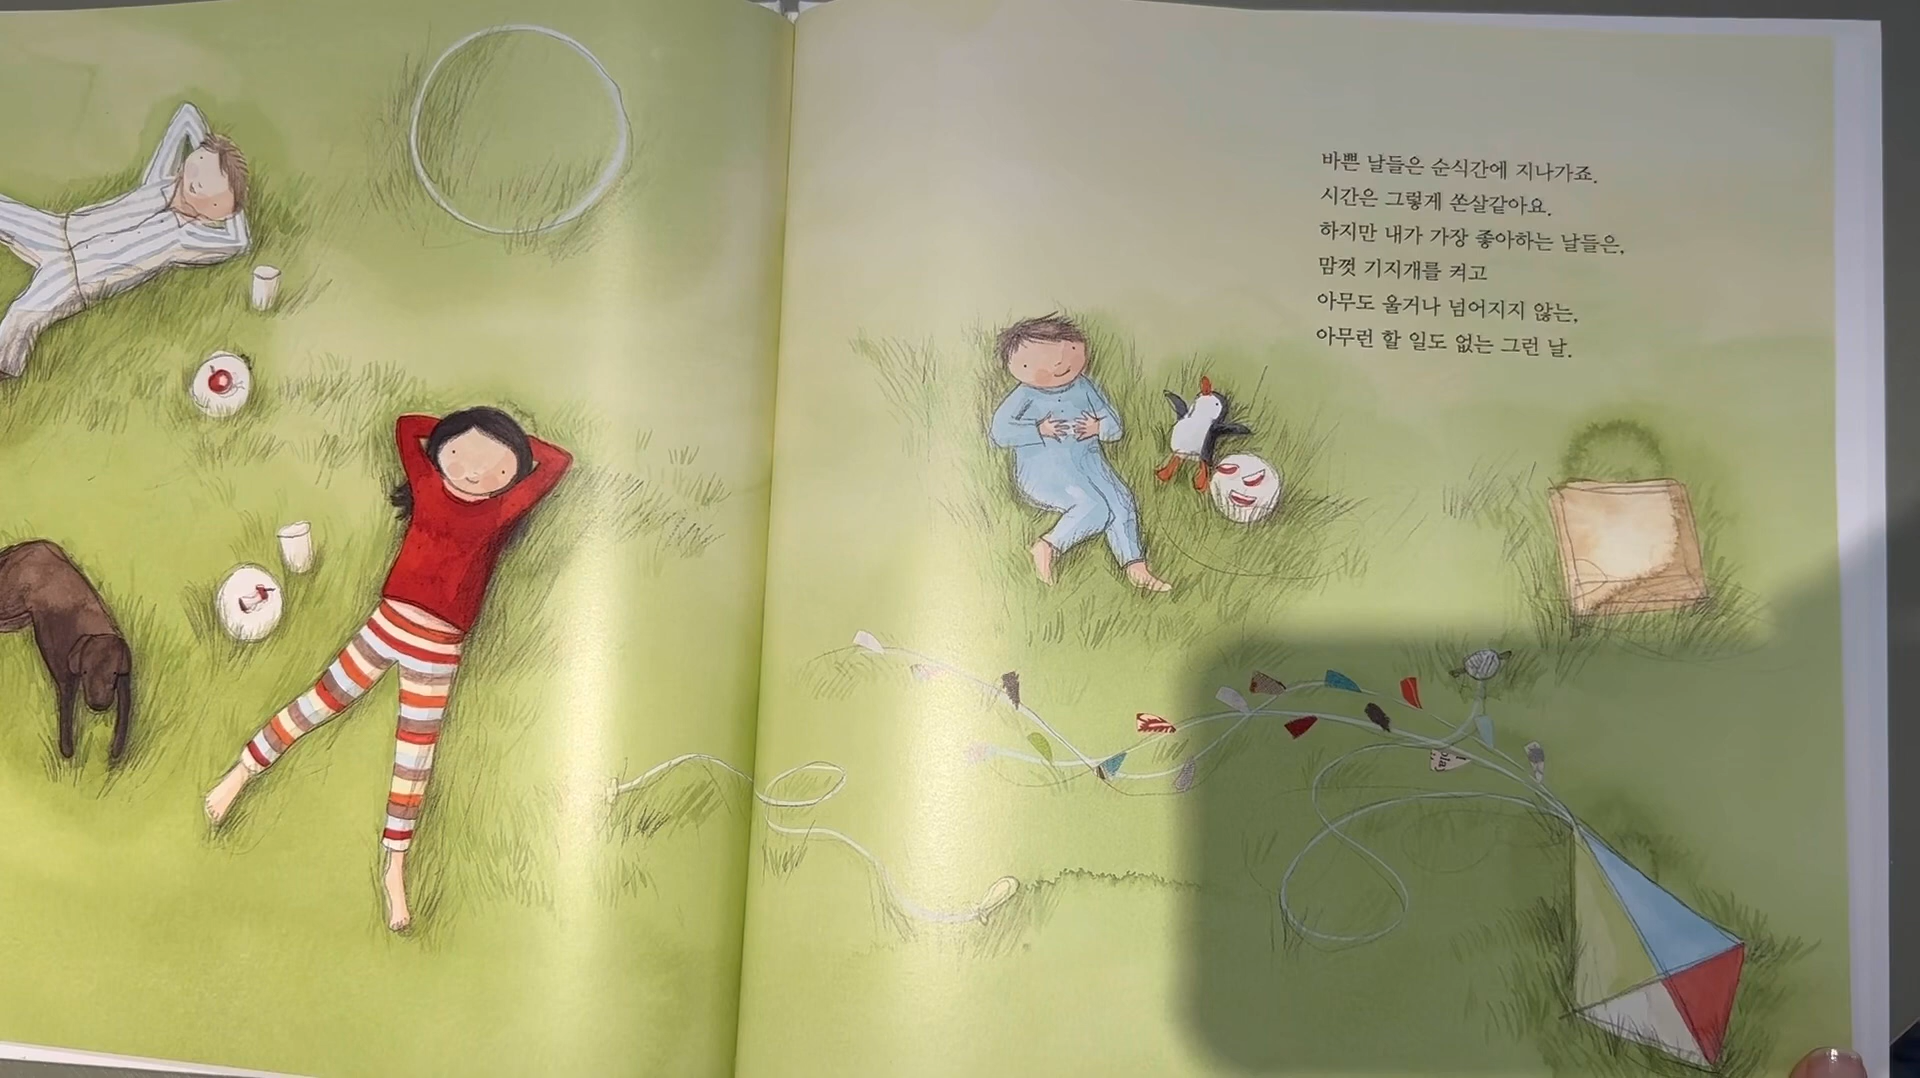 바쁜 날들은 순식간에 지나가죠.
시간은 그렇게 쏜살같아요.
하지만 내가 가장 좋아하는 날들은,
맘껏 기지개를 켜고
아무도 울거나 넘어지지 않는,
아무런 할 일도 없는 그런 날.